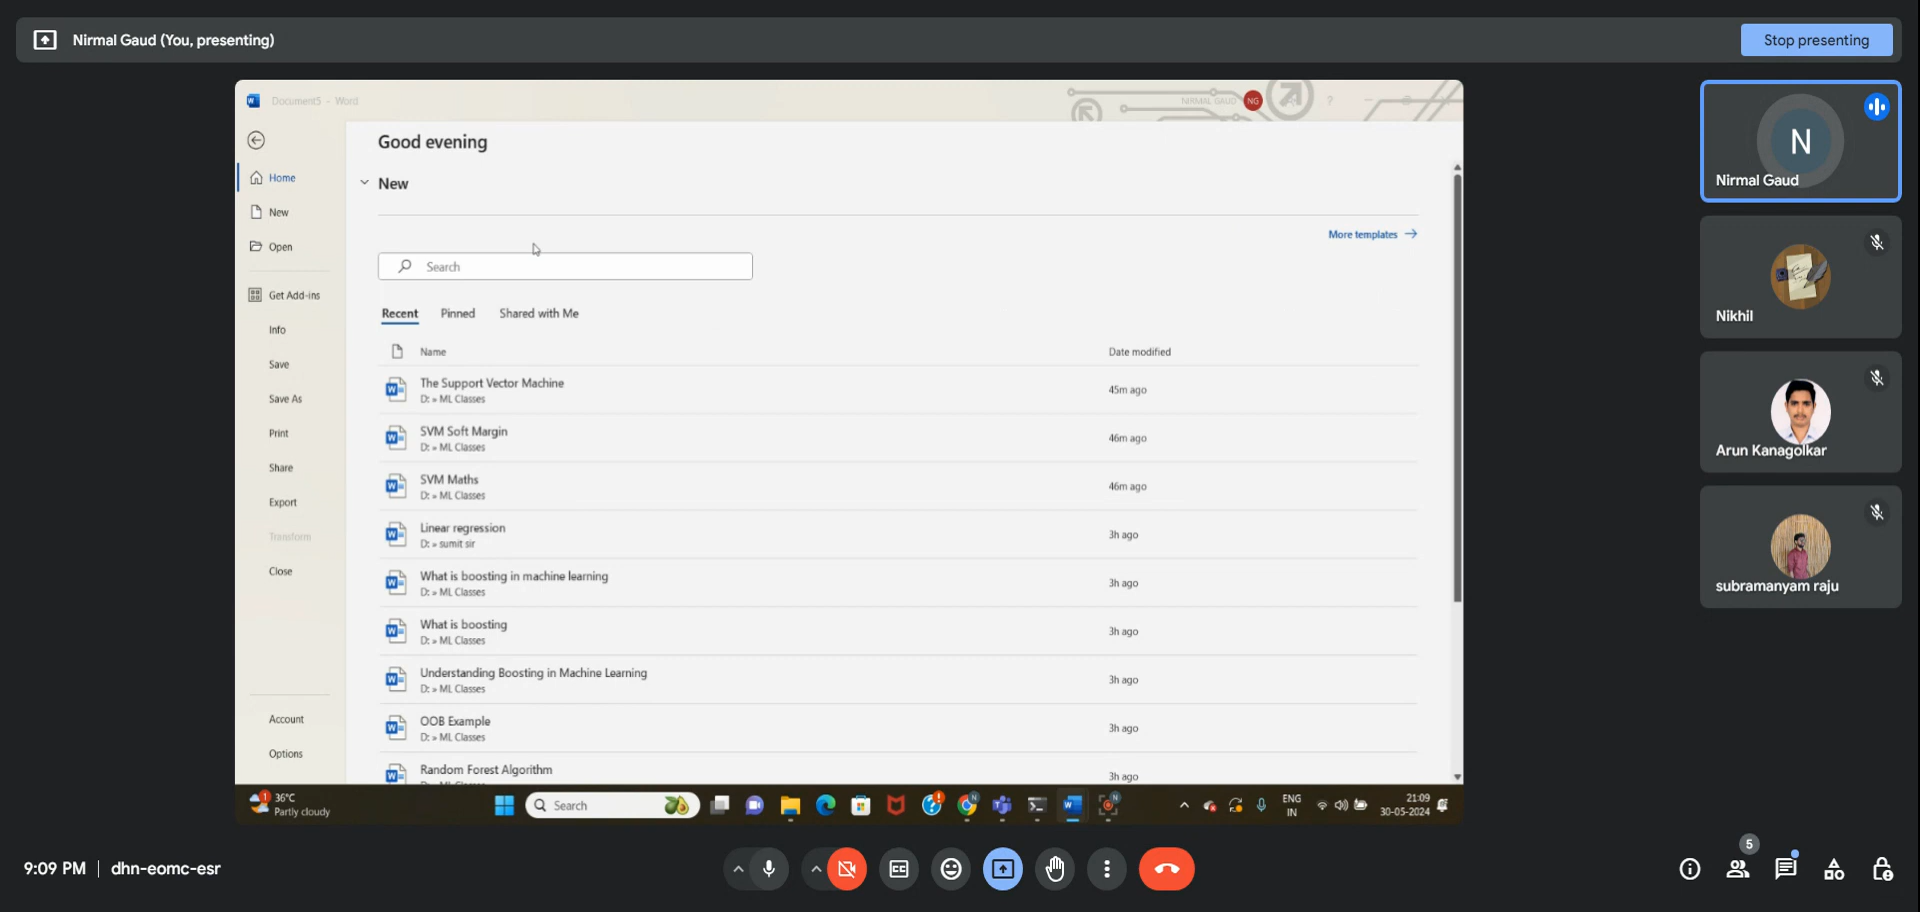 Nirmal Gaud (You, presenting)
Stop presenting
Document5 - Word
NIRMAL GAUD
NG
?
Good evening
Home
New
Open
Get Add-ins
Info
Save
Save As
Print
Share
Export
Transform
Close
Account
Options
New
More templates
Search
Recent
Pinned
Shared with Me
Name
Date modified
The Support Vector Machine
45m ago
D: » ML Classes
SVM Soft Margin
46m ago
D: » ML Classes
SVM Maths
46m ago
D: » ML Classes
Linear regression
3h ago
D: » sumit sir
What is boosting in machine learning
3h ago
D: » ML Classes
What is boosting
3h ago
D: » ML Classes
Understanding Boosting in Machine Learning
3h ago
D: » ML Classes
OOB Example
3h ago
D: » ML Classes
Random Forest Algorithm
3h ago
1
36°C
Partly cloudy
Search
ENG
IN
21:09
30-05-2024
N
Nirmal Gaud
Nikhil
Arun Kanagolkar
subramanyam raju
9:09 PM | dhn-eomc-esr
5